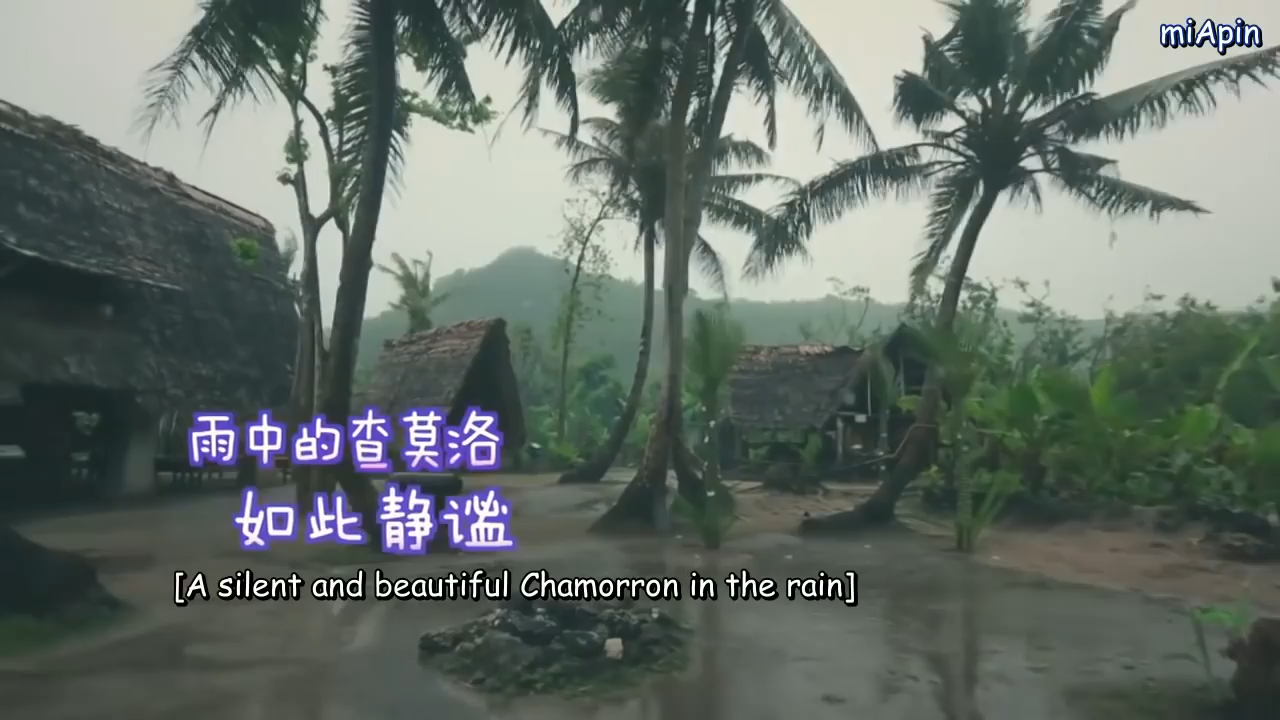 miApin
雨中的查莫洛
如此静谧
[A silent and beautiful Chamorron in the rain]